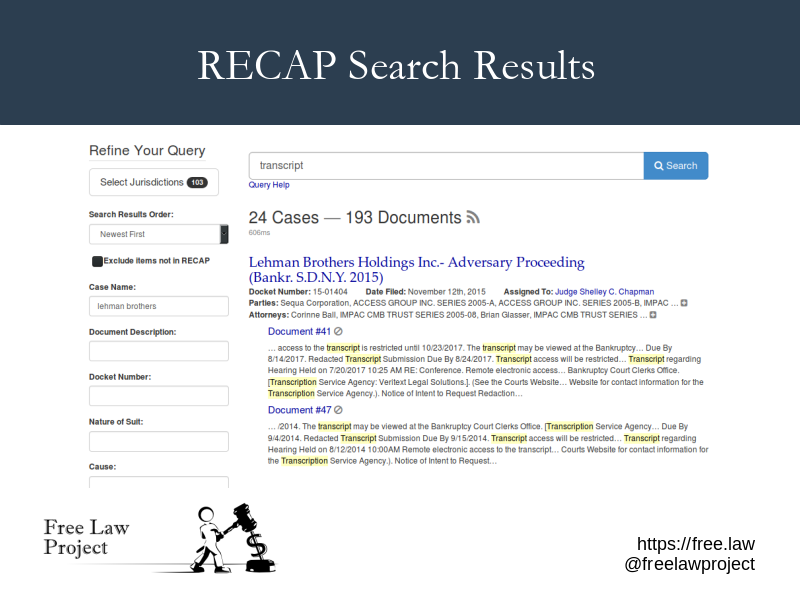 RECAP Search Results
Refine Your Query
Select Jurisdictions 103
Search Results Order:
Newest First
Exclude items not in RECAP
Case Name:
lehman brothers
Document Description:
Docket Number:
Nature of Suit:
Cause:
transcript
Search
Query Help
24 Cases — 193 Documents
606ms
Lehman Brothers Holdings Inc.- Adversary Proceeding
(Bankr. S.D.N.Y. 2015)
Docket Number: 15-01404 Date Filed: November 12th, 2015 Assigned To: Judge Shelley C. Chapman
Parties: Sequa Corporation, ACCESS GROUP INC. SERIES 2005-A, ACCESS GROUP INC. SERIES 2005-B, IMPAC …
Attorneys: Corinne Ball, IMPAC CMB TRUST SERIES 2005-08, Brian Glasser, IMPAC CMB TRUST SERIES …
Document #41
… access to the transcript is restricted until 10/23/2017. The transcript may be viewed at the Bankruptcy… Due By
8/14/2017. Redacted Transcript Submission Due By 8/24/2017. Transcript access will be restricted… Transcript regarding
Hearing Held on 7/20/2017 10:25 AM RE: Conference. Remote electronic access… Bankruptcy Court Clerks Office.
[Transcription Service Agency: Veritext Legal Solutions.]. (See the Courts Website… Website for contact information for the
Transcription Service Agency.). Notice of Intent to Request Redaction…
Document #47
… /2014. The transcript may be viewed at the Bankruptcy Court Clerks Office. [Transcription Service Agency… Due By
9/4/2014. Redacted Transcript Submission Due By 9/15/2014. Transcript access will be restricted… Transcript regarding
Hearing Held on 8/12/2014 10:00AM Remote electronic access to the transcript… Courts Website for contact information for
the Transcription Service Agency.). Notice of Intent to Request…
Free Law
Project
$
https://free.law
@freelawproject